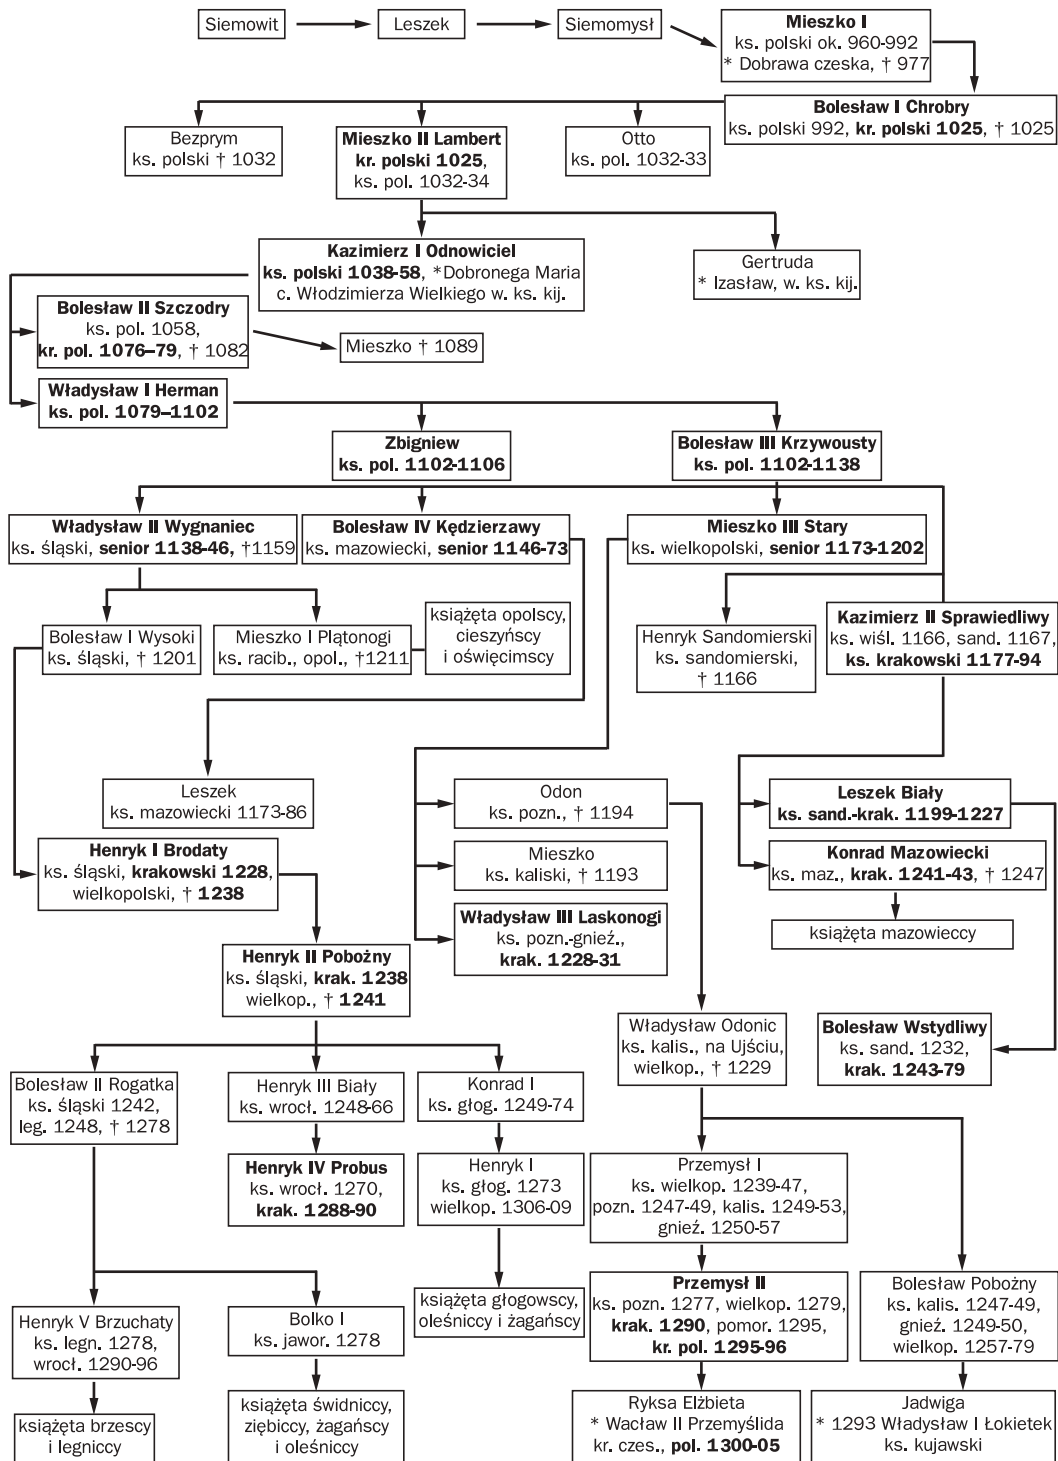 Siemowit
Leszek
Siemomysł
Mieszko I
ks. polski ok. 960-992
* Dobrawa czeska, † 977
Bolesław I Chrobry
ks. polski 992, kr. polski 1025, † 1025
Bezprym
ks. polski † 1032
Mieszko II Lambert
kr. polski 1025,
ks. pol. 1032-34
Otto
ks. pol. 1032-33
Kazimierz I Odnowiciel
ks. polski 1038-58, *Dobronega Maria
c. Włodzimierza Wielkiego w. ks. kij.
Gertruda
* Izasław, w. ks. kij.
Bolesław II Szczodry
ks. pol. 1058,
kr. pol. 1076–79, † 1082
Mieszko † 1089
Władysław I Herman
ks. pol. 1079–1102
Zbigniew
ks. pol. 1102-1106
Bolesław III Krzywousty
ks. pol. 1102-1138
Władysław II Wygnaniec
ks. śląski, senior 1138-46, †1159
Bolesław IV Kędzierzawy
ks. mazowiecki, senior 1146-73
Mieszko III Stary
ks. wielkopolski, senior 1173-1202
Bolesław I Wysoki
ks. śląski, † 1201
Mieszko I Plątonogi
ks. racib., opol., †1211
książęta opolscy,
cieszyńscy
i oświęcimscy
Henryk Sandomierski
ks. sandomierski,
† 1166
Kazimierz II Sprawiedliwy
ks. wiśl. 1166, sand. 1167,
ks. krakowski 1177-94
Leszek
ks. mazowiecki 1173-86
Odon
ks. pozn., † 1194
Leszek Biały
ks. sand.-krak. 1199-1227
Henryk I Brodaty
ks. śląski, krakowski 1228,
wielkopolski, † 1238
Mieszko
ks. kaliski, † 1193
Konrad Mazowiecki
ks. maz., krak. 1241-43, † 1247
Władysław III Laskonogi
ks. pozn.-gnieź.,
krak. 1228-31
książęta mazowieccy
Henryk II Pobożny
ks. śląski, krak. 1238
wielkop., † 1241
Władysław Odonic
ks. kalis., na Ujściu,
wielkop., † 1229
Bolesław Wstydliwy
ks. sand. 1232,
krak. 1243-79
Bolesław II Rogatka
ks. śląski 1242,
leg. 1248, † 1278
Henryk III Biały
ks. wrocł. 1248-66
Konrad I
ks. głog. 1249-74
Henryk IV Probus
ks. wrocł. 1270,
krak. 1288-90
Henryk I
ks. głog. 1273
wielkop. 1306-09
Przemysł I
ks. wielkop. 1239-47,
pozn. 1247-49, kalis. 1249-53,
gnieź. 1250-57
książęta głogowscy,
oleśniccy i żagańscy
Przemysł II
ks. pozn. 1277, wielkop. 1279,
krak. 1290, pomor. 1295,
kr. pol. 1295-96
Bolesław Pobożny
ks. kalis. 1247-49,
gnieź. 1249-50,
wielkop. 1257-79
Henryk V Brzuchaty
ks. legn. 1278,
wrocł. 1290-96
Bolko I
ks. jawor. 1278
książęta brzescy
i legniccy
książęta świdniccy,
ziębiccy, żagańscy
i oleśniccy
Ryksa Elżbieta
* Wacław II Przemyślida
kr. czes., pol. 1300-05
Jadwiga
* 1293 Władysław I Łokietek
ks. kujawski